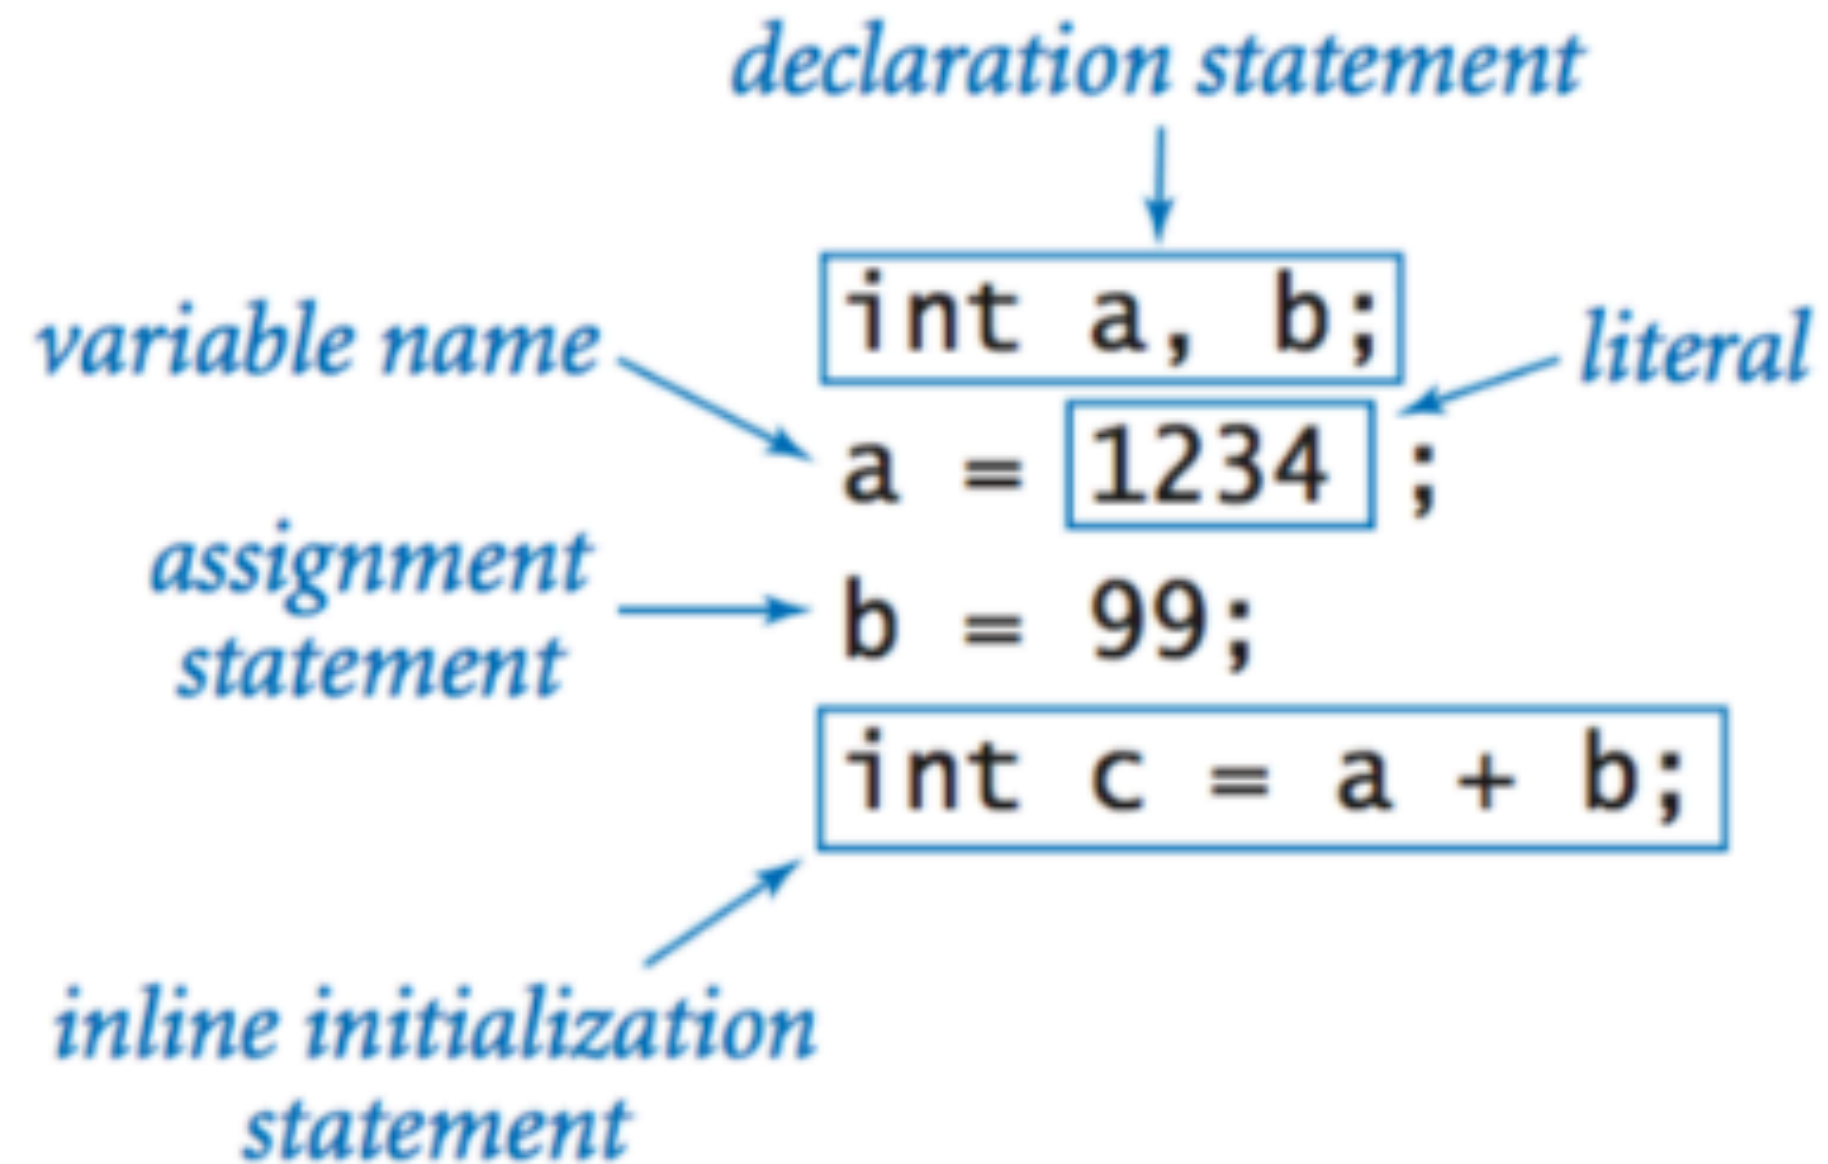 declaration statement
int a, b;
variable name
literal
a = 1234 ;
assignment
statement
b = 99;
int c = a + b;
inline initialization
statement